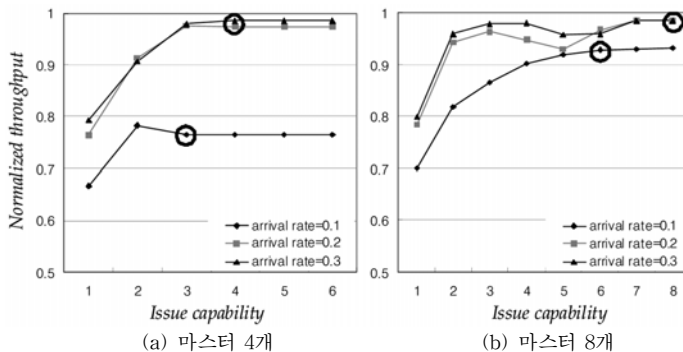 Normalized throughput
1
0.9
0.8
0.7
0.6
0.5
1 2 3 4 5 6
Issue capability
arrival rate=0.1
arrival rate=0.2
arrival rate=0.3
(a) 마스터 4개
1
0.9
0.8
0.7
0.6
0.5
1 2 3 4 5 6 7 8
Issue capability
arrival rate=0.1
arrival rate=0.2
arrival rate=0.3
(b) 마스터 8개